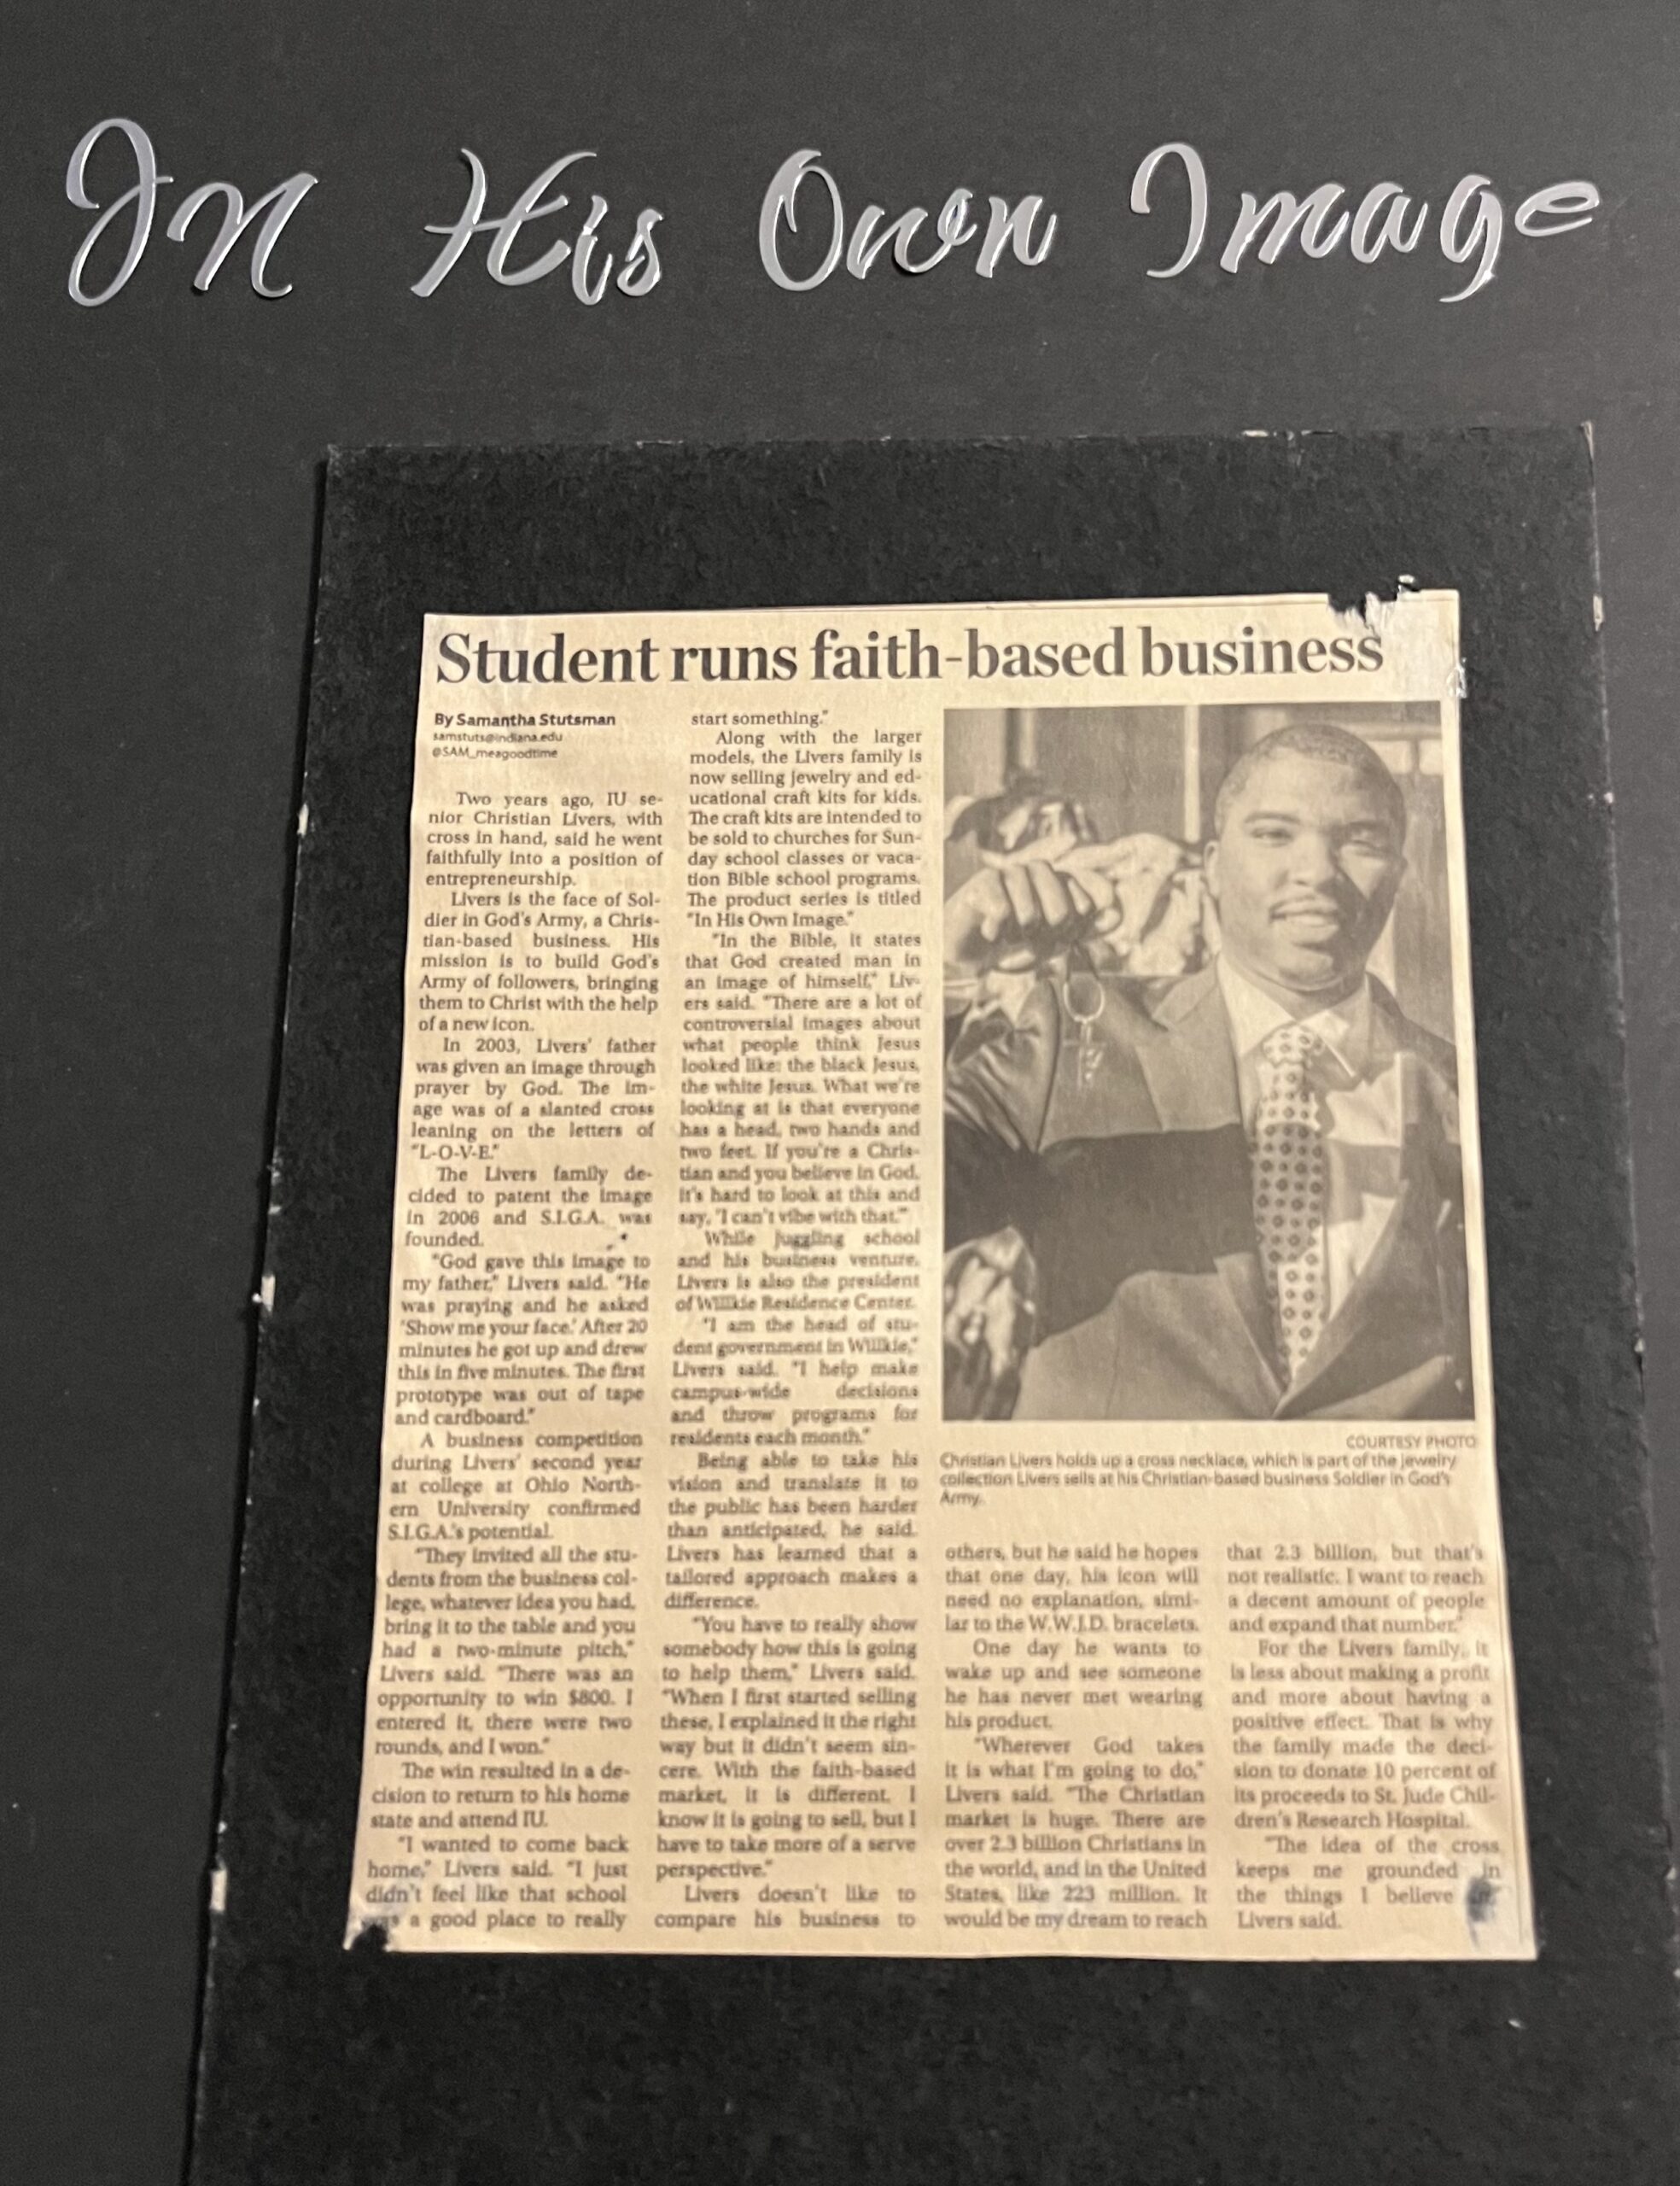 In His Own Image
Student runs faith-based business
By Samantha Stutsman
samstuts@indiana.edu
@SAM_meagoodtime
Two years ago, IU se-
nior Christian Livers, with
cross in hand, said he went
faithfully into a position of
entrepreneurship.
Livers is the face of Sol-
dier in God's Army, a Chris-
tian-based business. His
mission is to build God's
Army of followers, bringing
them to Christ with the help
of a new icon.
In 2003, Livers' father
was given an image through
prayer by God. The im-
age was of a slanted cross
leaning on the letters of
"L-O-V-E."
The Livers family de-
cided to patent the image
in 2006 and S.I.G.A. was
founded.
"God gave this image to
my father," Livers said. "He
was praying and he asked
'Show me your face.' After 20
minutes he got up and drew
this in five minutes. The first
prototype was out of tape
and cardboard."
A business competition
during Livers' second year
at college at Ohio North-
ern University confirmed
S.I.G.A.'s potential.
"They invited all the stu-
dents from the business col-
lege, whatever idea you had,
bring it to the table and you
had a two-minute pitch,"
Livers said. "There was an
opportunity to win $800. I
entered it, there were two
rounds, and I won."
The win resulted in a de-
cision to return to his home
state and attend IU.
"I wanted to come back
home," Livers said. "I just
didn't feel like that school
was a good place to really
start something."
Along with the larger
models, the Livers family is
now selling jewelry and ed-
ucational craft kits for kids.
The craft kits are intended to
be sold to churches for Sun-
day school classes or vaca-
tion Bible school programs.
The product series is titled
"In His Own Image."
"In the Bible, it states
that God created man in
an image of himself," Liv-
ers said. "There are a lot of
controversial images about
what people think Jesus
looked like: the black Jesus,
the white Jesus. What we're
looking at is that everyone
has a head, two hands and
two feet. If you're a Chris-
tian and you believe in God,
it's hard to look at this and
say, 'I can't vibe with that.'"
While juggling school
and his business venture,
Livers is also the president
of Willkie Residence Center.
"I am the head of stu-
dent government in Willkie,"
Livers said. "I help make
campus-wide decisions
and throw programs for
residents each month."
Being able to take his
vision and translate it to
the public has been harder
than anticipated, he said.
Livers has learned that a
tailored approach makes a
difference.
"You have to really show
somebody how this is going
to help them," Livers said.
"When I first started selling
these, I explained it the right
way but it didn't seem sin-
cere. With the faith-based
market, it is different. I
know it is going to sell, but I
have to take more of a serve
perspective."
Livers doesn't like to
compare his business to
COURTESY PHOTO
Christian Livers holds up a cross necklace, which is part of the jewelry
collection Livers sells at his Christian-based business Soldier in God's
Army.
others, but he said he hopes
that one day, his icon will
need no explanation, simi-
lar to the W.W.J.D. bracelets.
One day he wants to
wake up and see someone
he has never met wearing
his product.
"Wherever God takes
it is what I'm going to do,"
Livers said. "The Christian
market is huge. There are
over 2.3 billion Christians in
the world, and in the United
States, like 223 million. It
would be my dream to reach
that 2.3 billion, but that's
not realistic. I want to reach
a decent amount of people
and expand that number."
For the Livers family, it
is less about making a profit
and more about having a
positive effect. That is why
the family made the deci-
sion to donate 10 percent of
its proceeds to St. Jude Chil-
dren's Research Hospital.
"The idea of the cross
keeps me grounded in
the things I believe
Livers said.